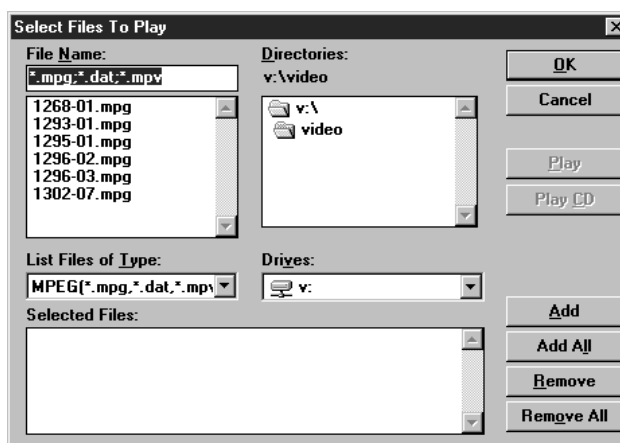 Select Files To Play
File Name:
*.mpg;*.dat;*.mpv
1268-01.mpg
1293-01.mpg
1295-01.mpg
1296-02.mpg
1296-03.mpg
1302-07.mpg
List Files of Type:
MPEG(*.mpg,*.dat,*.mpv
Directories:
v:\video
v:\
video
Drives:
v:
Selected Files:
OK
Cancel
Play
Play CD
Add
Add All
Remove
Remove All